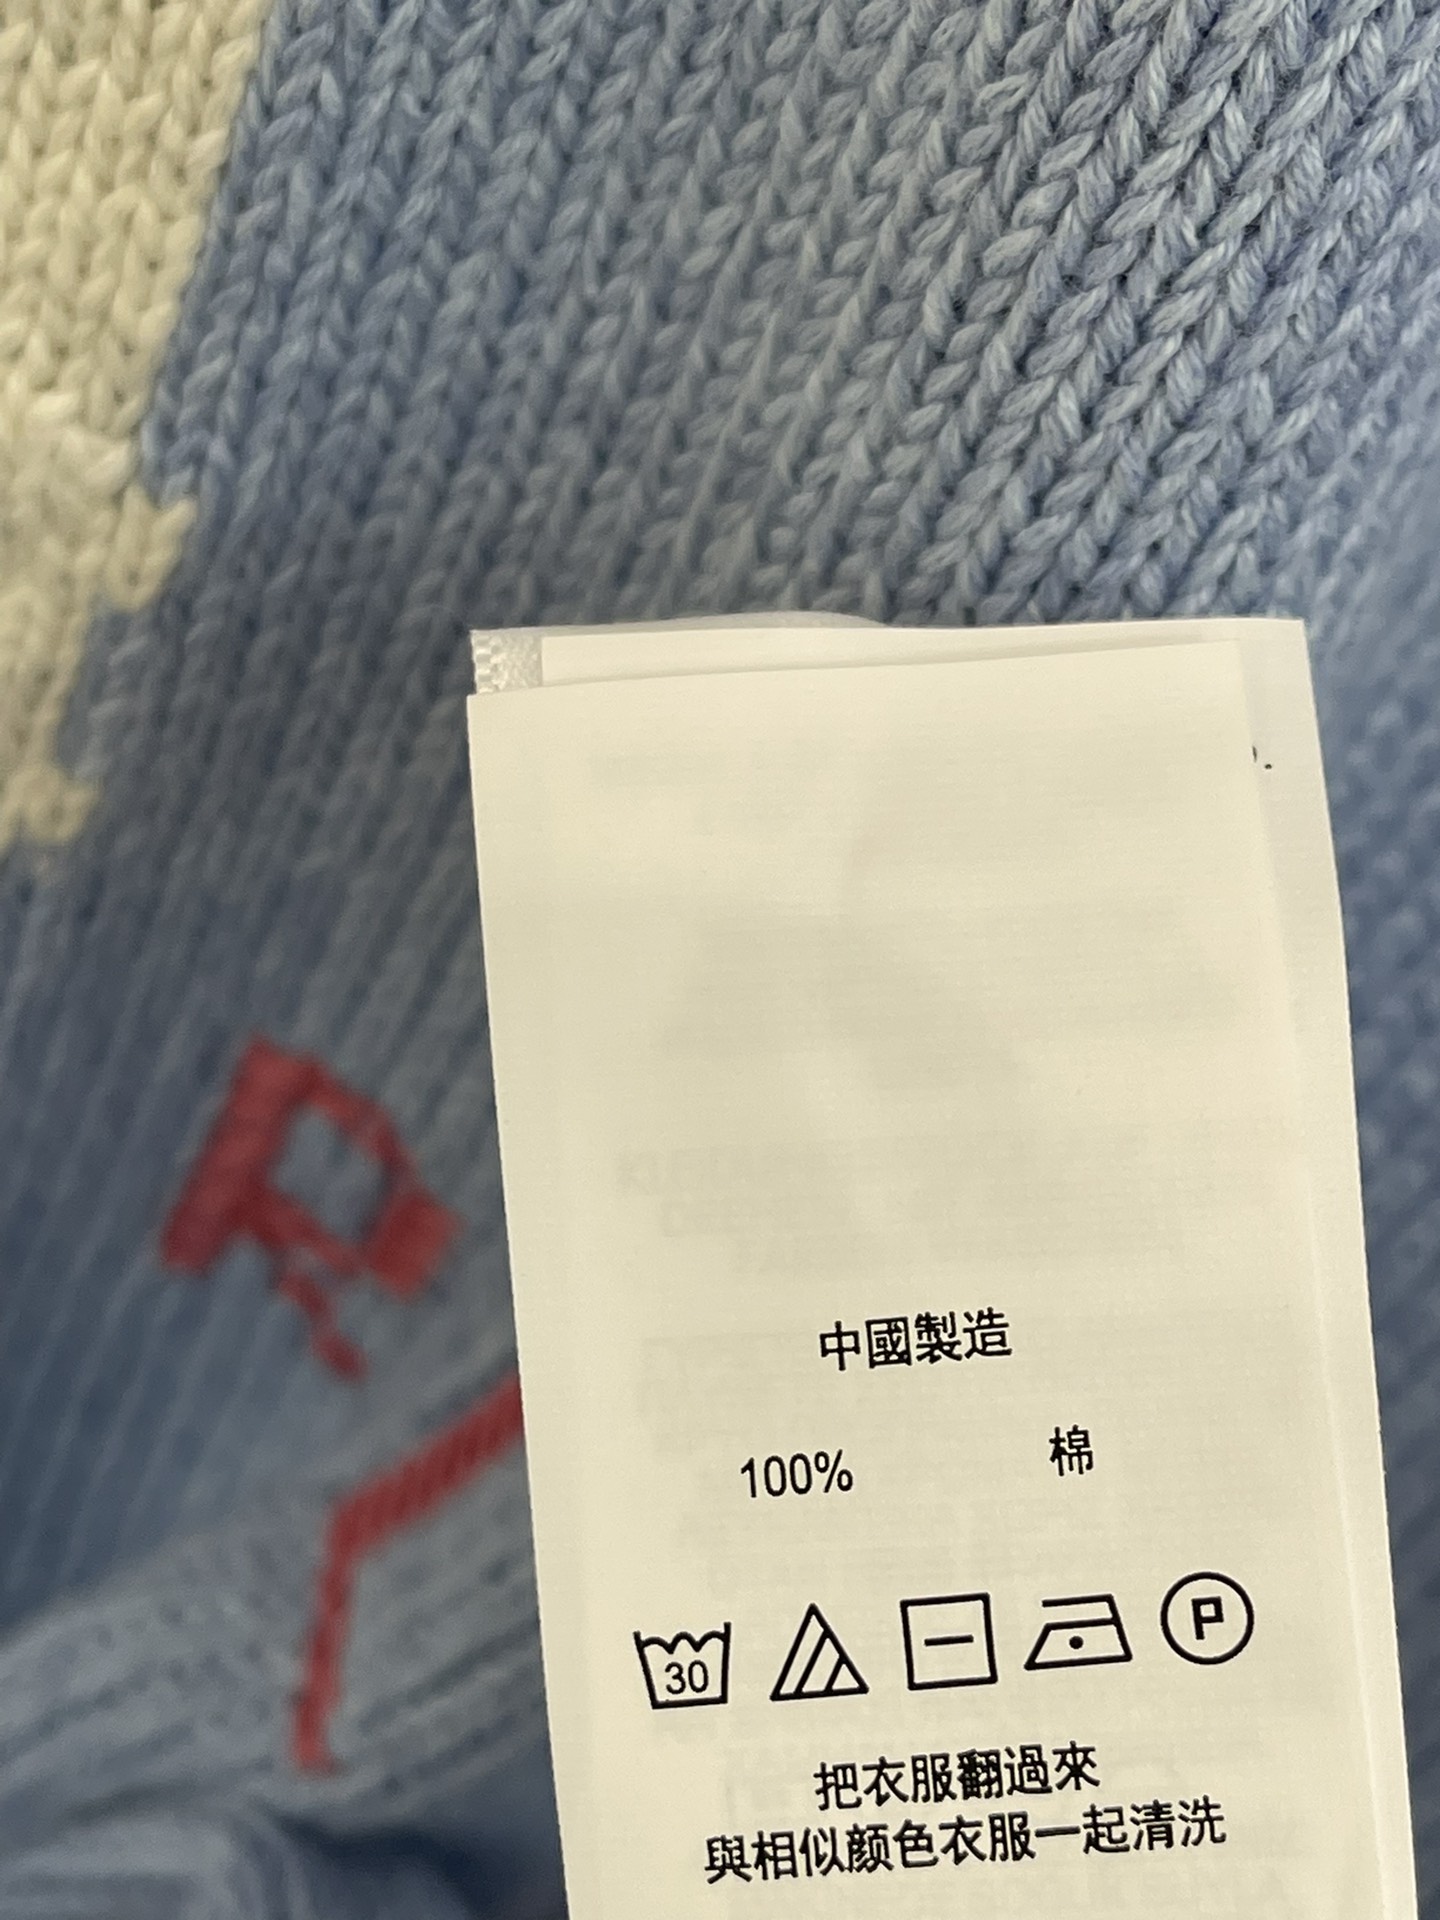 中國製造
100% 棉
30 P
把衣服翻過來
與相似颜色衣服一起清洗